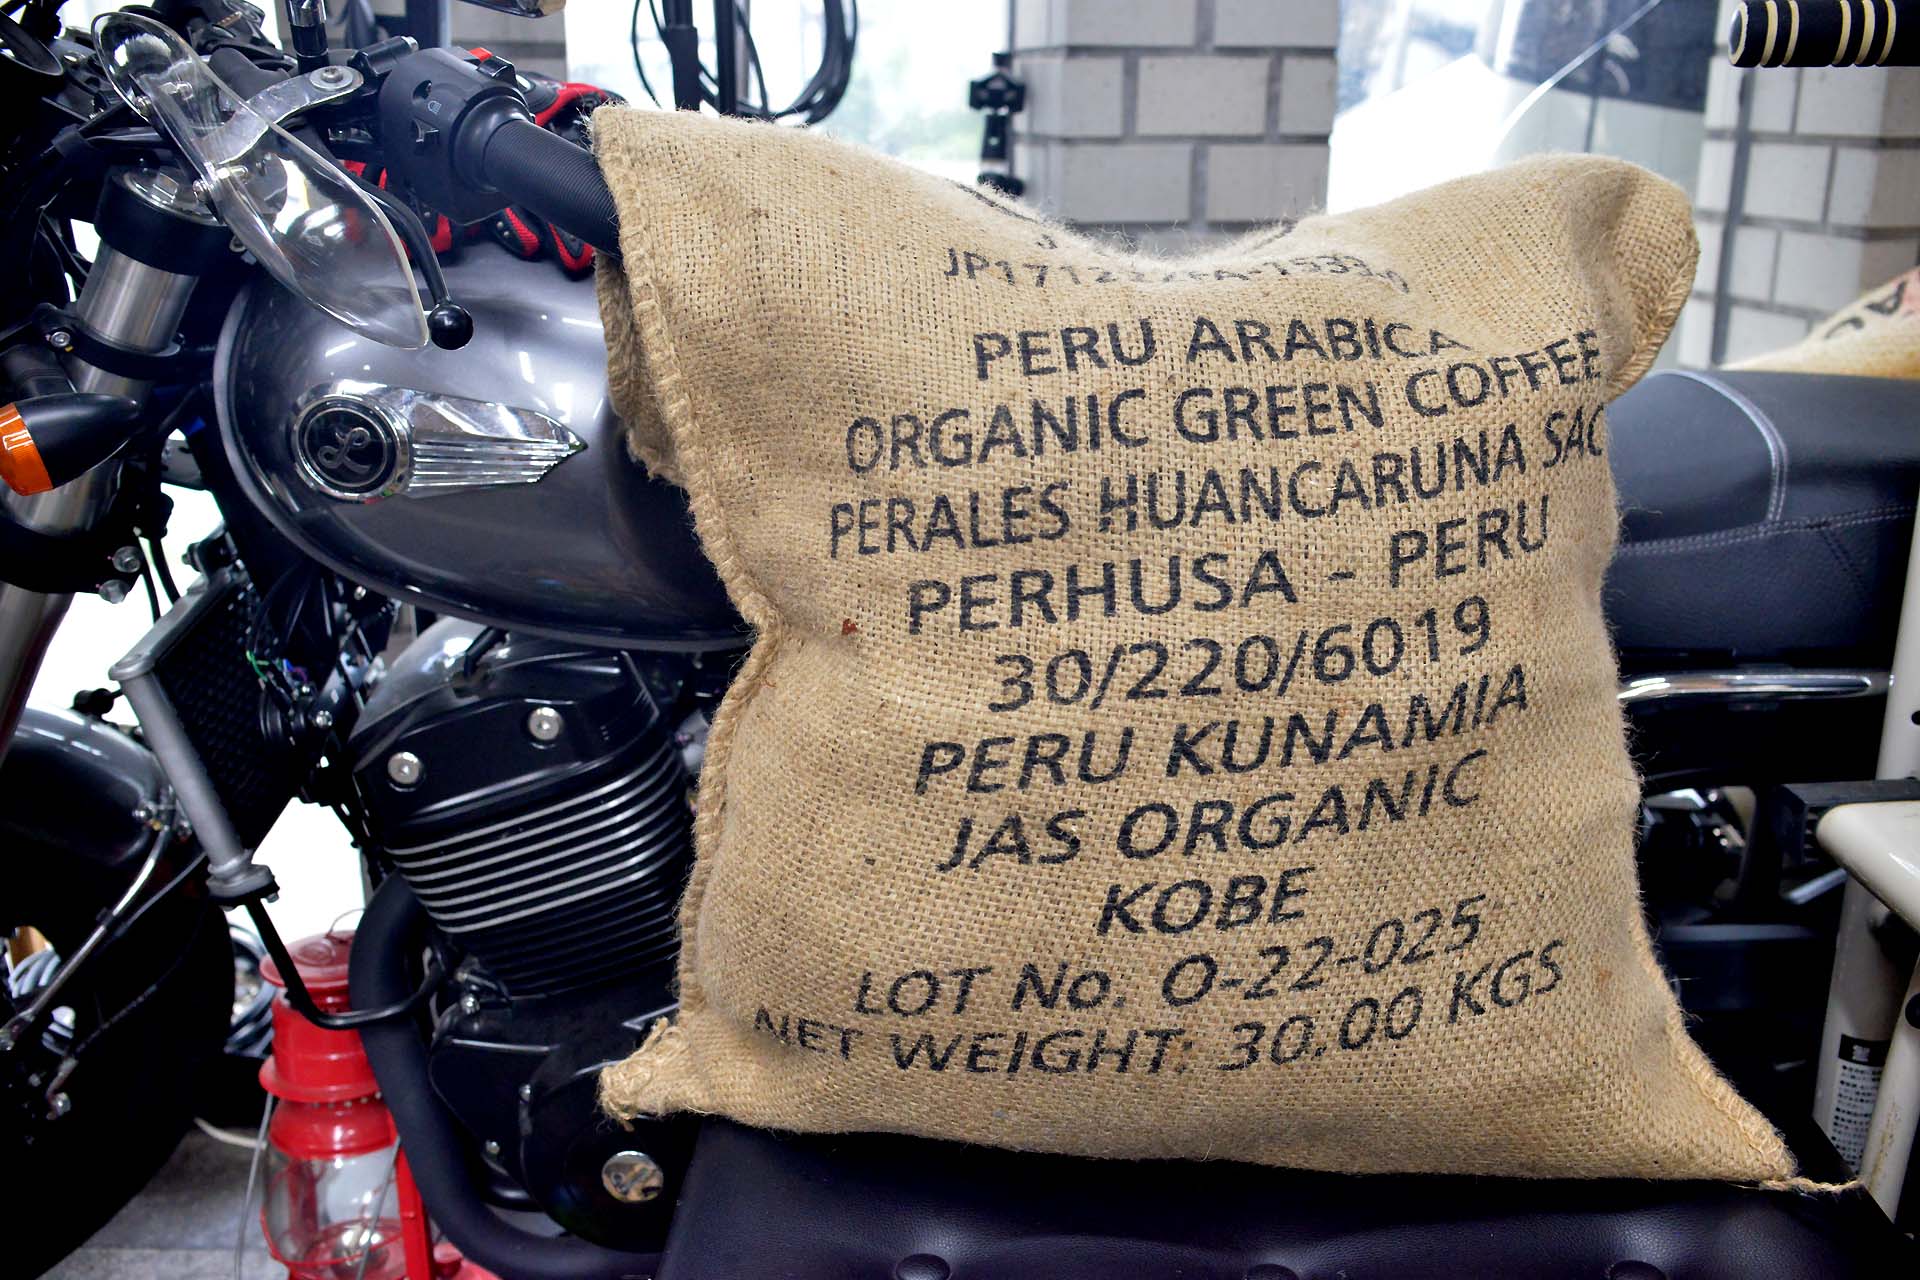 PERU ARABICA
ORGANIC GREEN COFFEE
PERALES HUANCARUNA SAC
PERHUSA - PERU
30/220/6019
PERU KUNAMIA
JAS ORGANIC
KOBE
LOT No. O-22-025
NET WEIGHT: 30.00 KGS